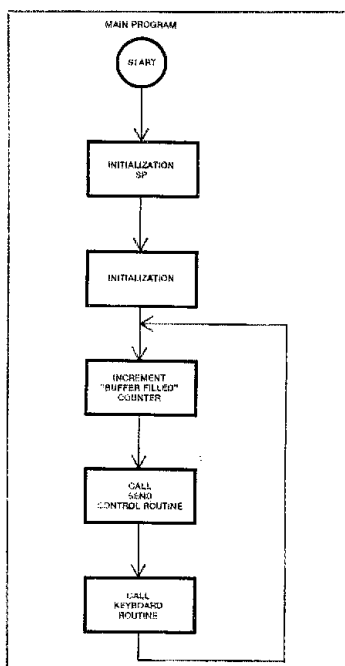 MAIN PROGRAM
START
INITIALIZATION
SP
INITIALIZATION
INCREMENT
"BUFFER FILLED"
COUNTER
CALL
SEND
CONTROL ROUTINE
CALL
KEYBOARD
ROUTINE